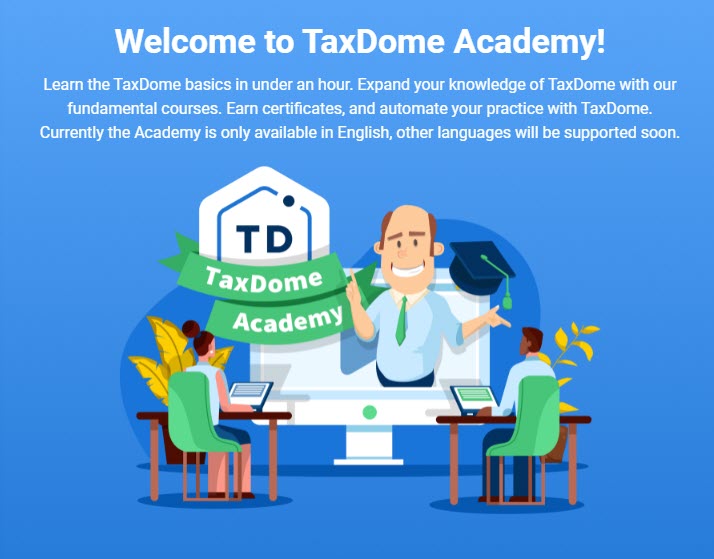 Welcome to TaxDome Academy!
Learn the TaxDome basics in under an hour. Expand your knowledge of TaxDome with our
fundamental courses. Earn certificates, and automate your practice with TaxDome.
Currently the Academy is only available in English, other languages will be supported soon.
TD
TaxDome
Academy